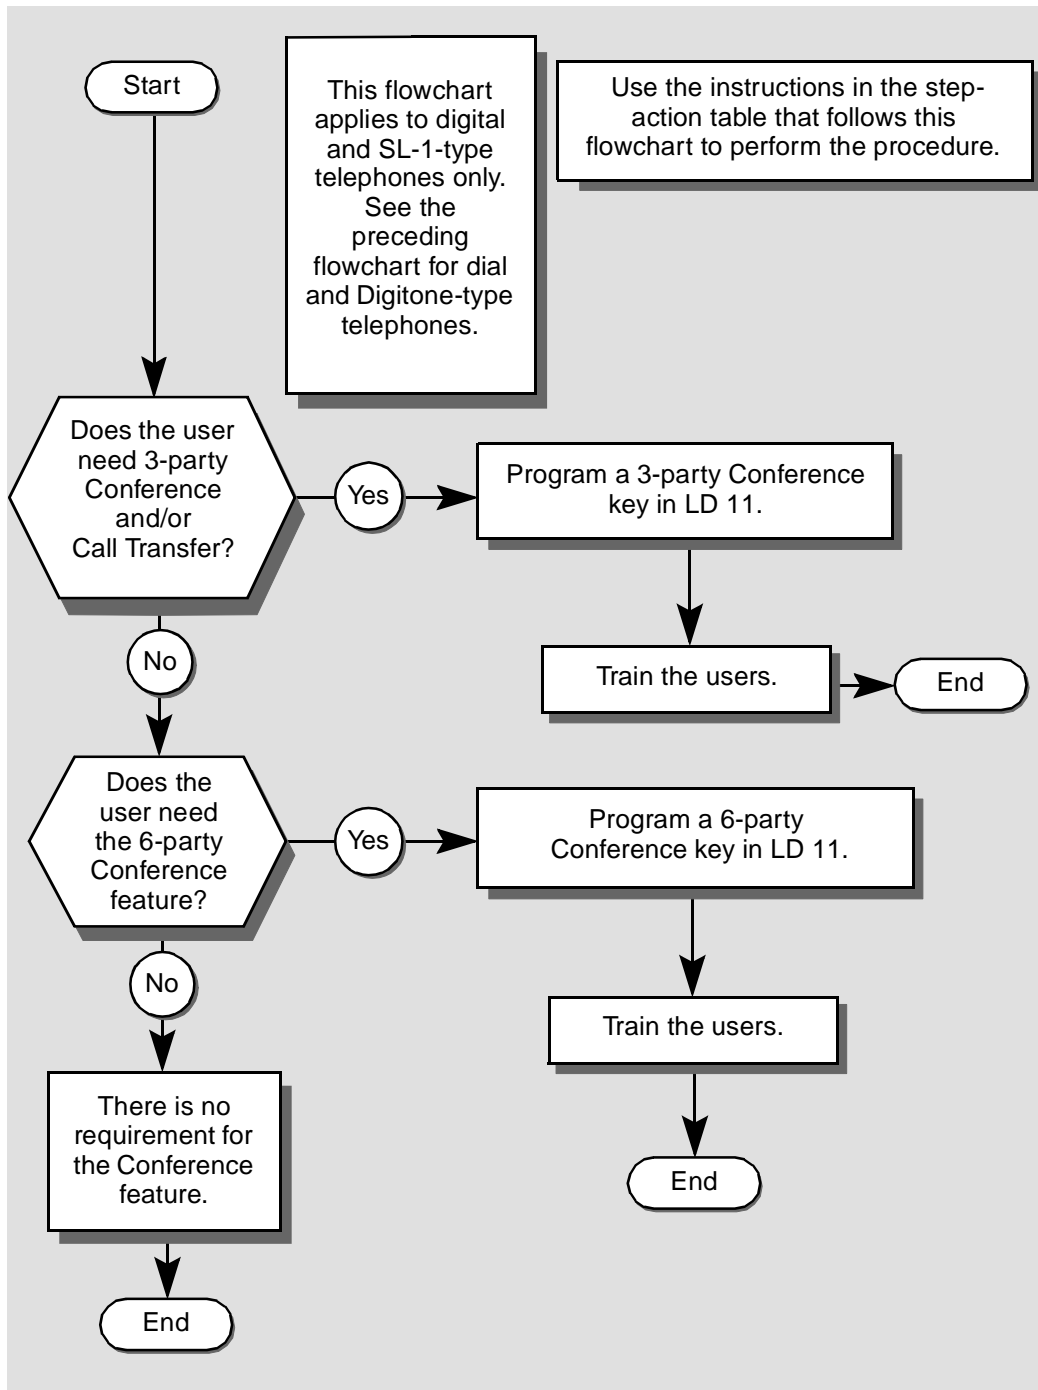 Start
This flowchart
applies to digital
and SL-1-type
telephones only.
See the
preceding
flowchart for dial
and Digitone-type
telephones.
Use the instructions in the step-
action table that follows this
flowchart to perform the procedure.
Does the user
need 3-party
Conference
and/or
Call Transfer?
Yes
Program a 3-party Conference
key in LD 11.
Train the users.
End
No
Does the
user need
the 6-party
Conference
feature?
Yes
Program a 6-party
Conference key in LD 11.
Train the users.
End
No
There is no
requirement for
the Conference
feature.
End